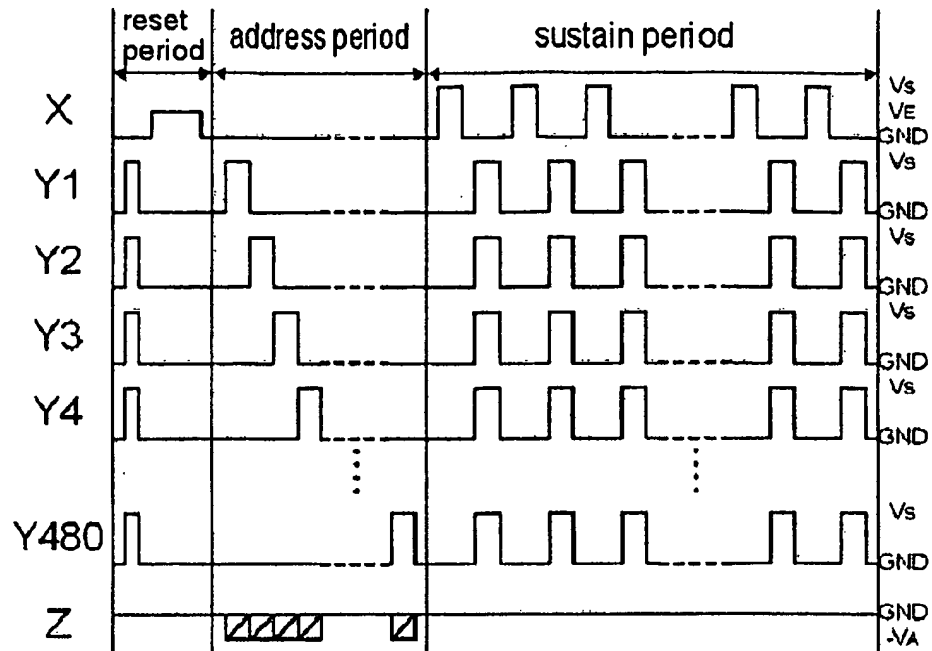 reset period address period sustain period
X Vs
VE
GND
Y1 Vs
GND
Y2 Vs
GND
Y3 Vs
GND
Y4 Vs
GND
Y480 Vs
GND
Z GND
-VA